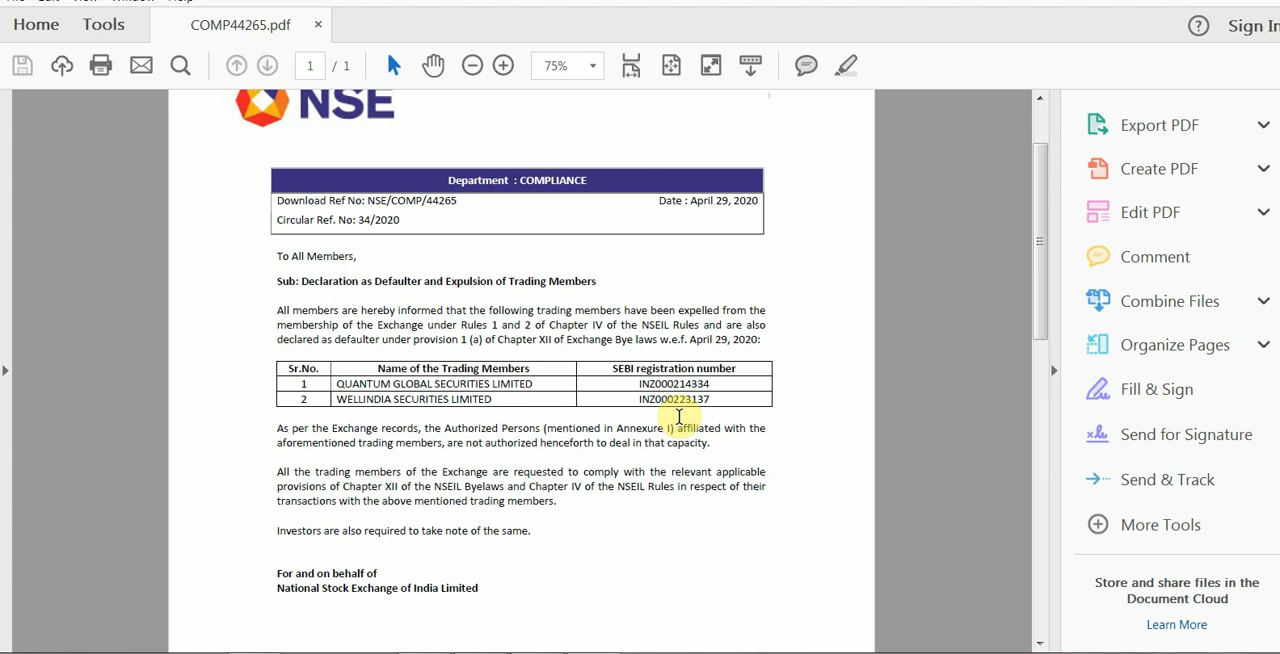 Home Tools COMP44265.pdf × Sign In
1 / 1 75%
NSE
Department : COMPLIANCE
Download Ref No: NSE/COMP/44265 Date : April 29, 2020
Circular Ref. No: 34/2020
To All Members,
Sub: Declaration as Defaulter and Expulsion of Trading Members
All members are hereby informed that the following trading members have been expelled from the
membership of the Exchange under Rules 1 and 2 of Chapter IV of the NSEIL Rules and are also
declared as defaulter under provision 1 (a) of Chapter XII of Exchange Bye laws w.e.f. April 29, 2020:
Sr.No. Name of the Trading Members SEBI registration number
1 QUANTUM GLOBAL SECURITIES LIMITED INZ000214334
2 WELLINDIA SECURITIES LIMITED INZ000223137
As per the Exchange records, the Authorized Persons (mentioned in Annexure I) affiliated with the
aforementioned trading members, are not authorized henceforth to deal in that capacity.
All the trading members of the Exchange are requested to comply with the relevant applicable
provisions of Chapter XII of the NSEIL Byelaws and Chapter IV of the NSEIL Rules in respect of their
transactions with the above mentioned trading members.
Investors are also required to take note of the same.
For and on behalf of
National Stock Exchange of India Limited
Export PDF
Create PDF
Edit PDF
Comment
Combine Files
Organize Pages
Fill & Sign
Send for Signature
Send & Track
More Tools
Store and share files in the
Document Cloud
Learn More